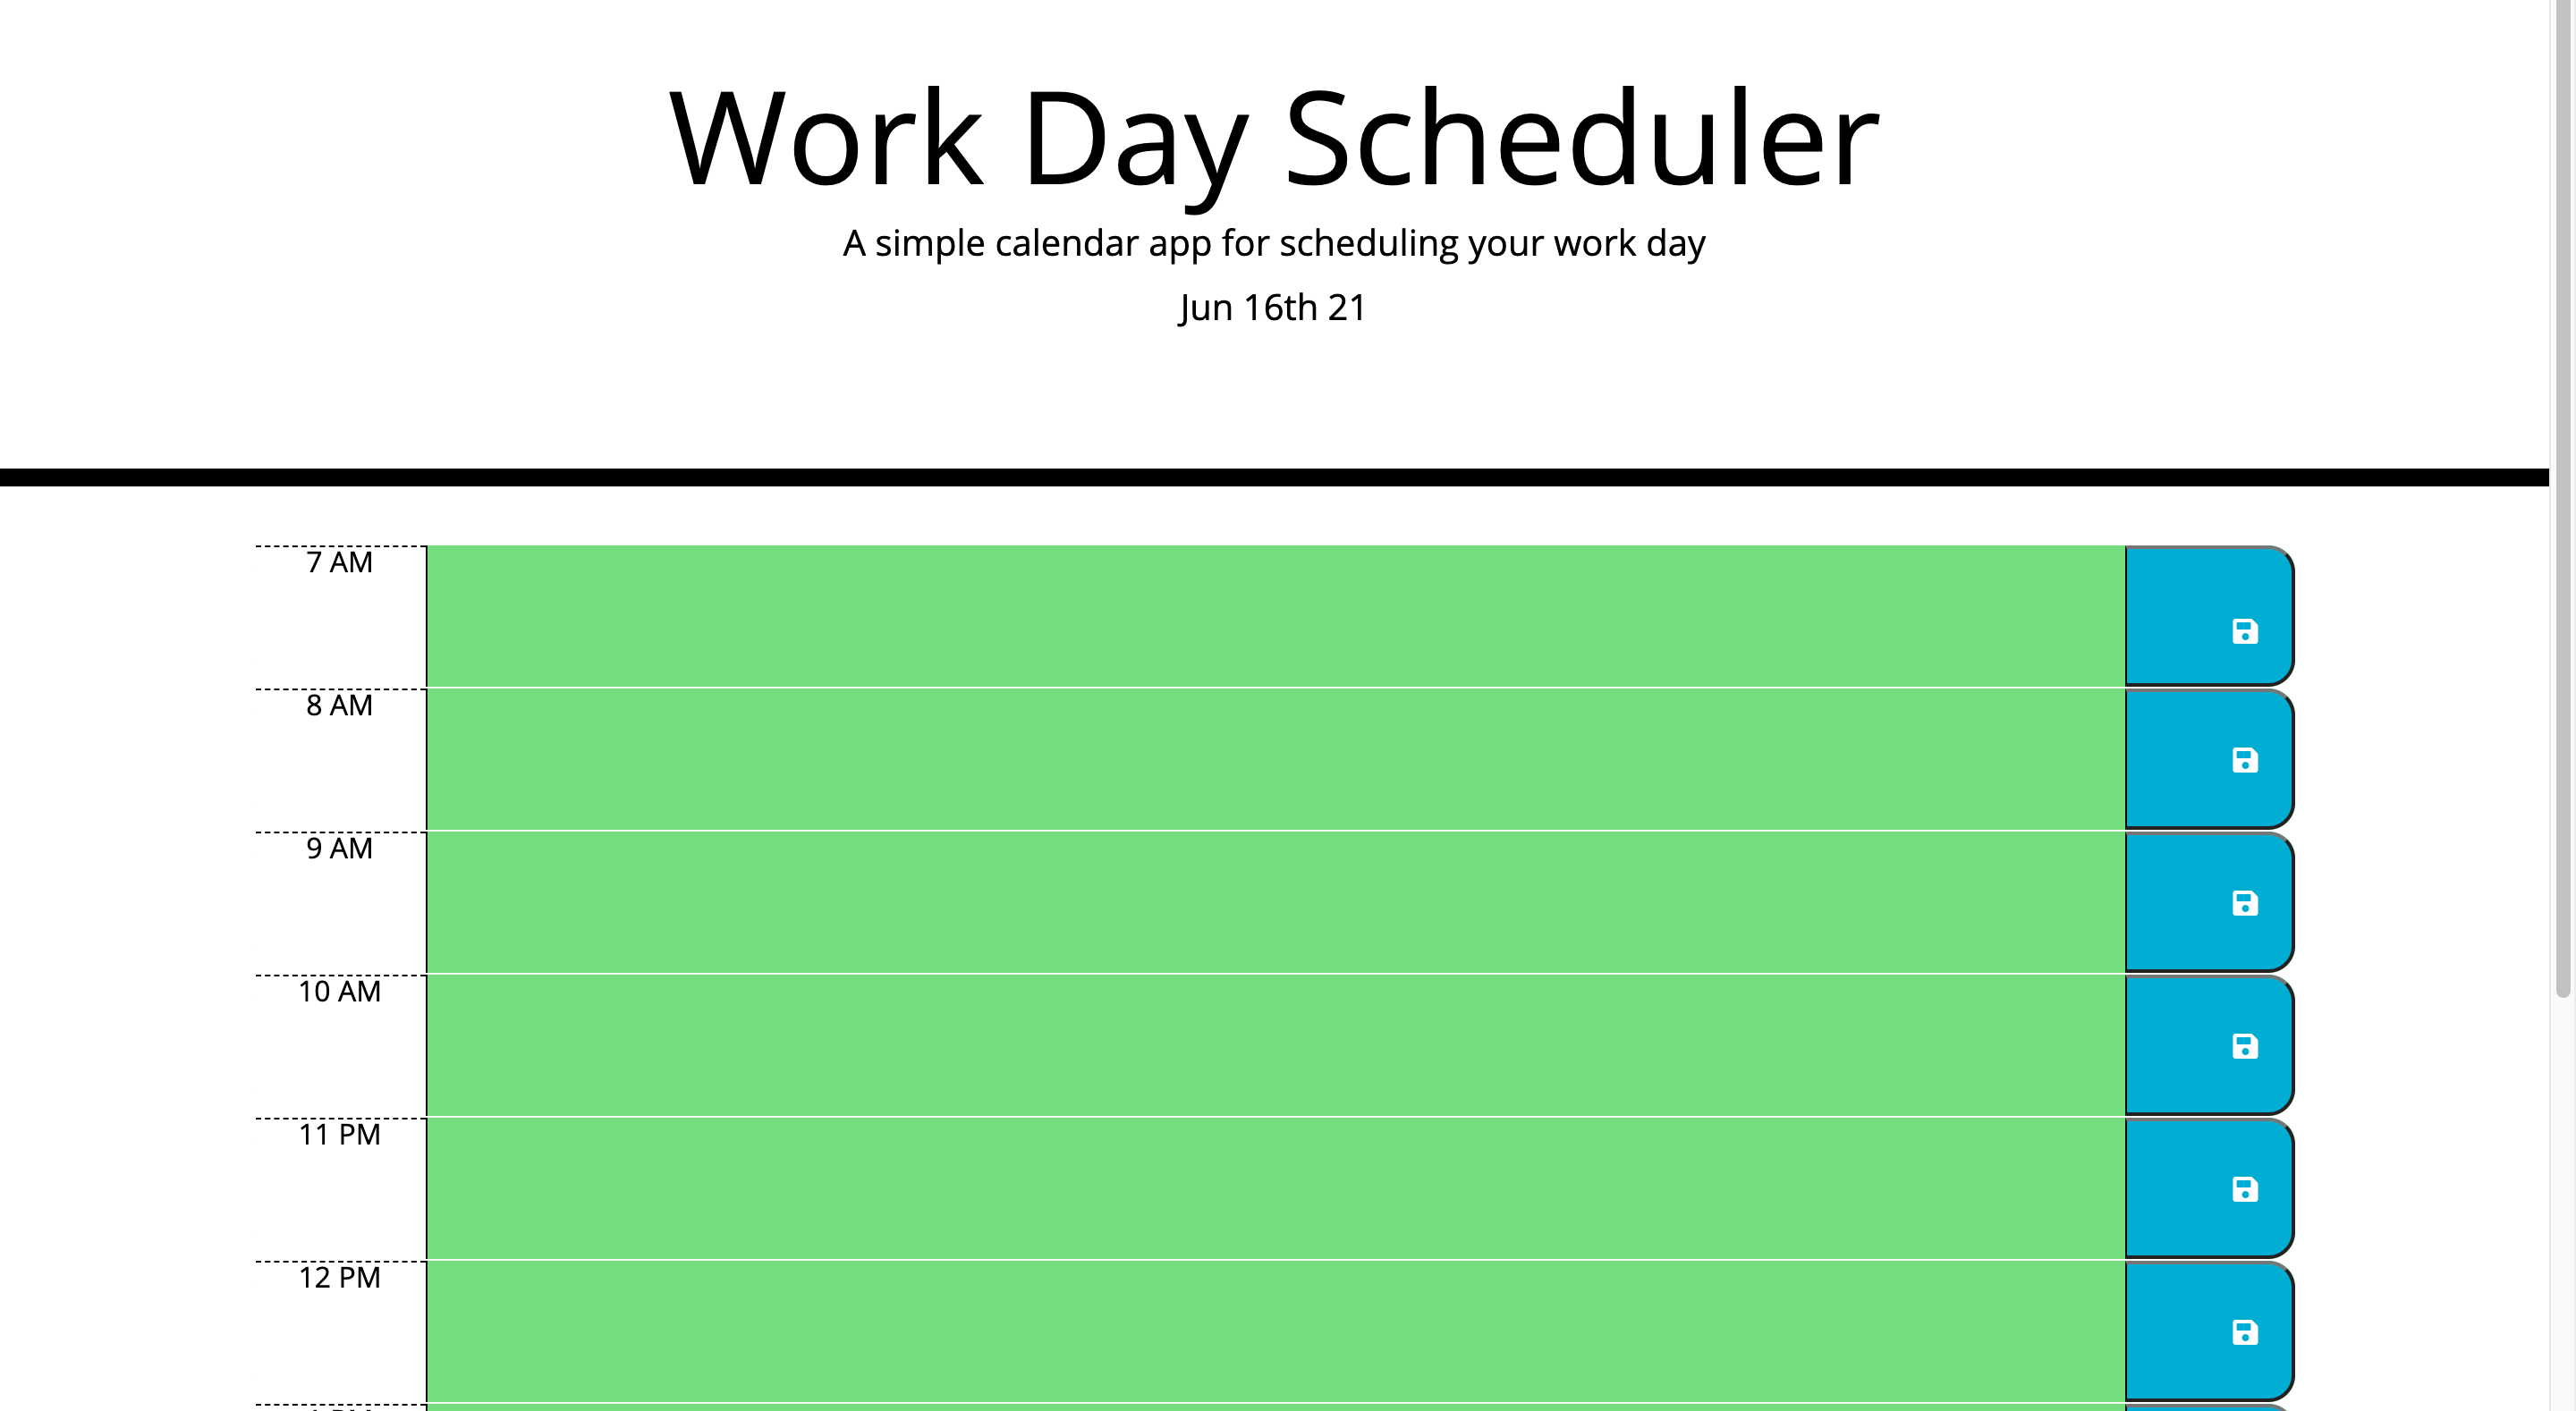 Work Day Scheduler
A simple calendar app for scheduling your work day
Jun 16th 21
7 AM
8 AM
9 AM
10 AM
11 PM
12 PM